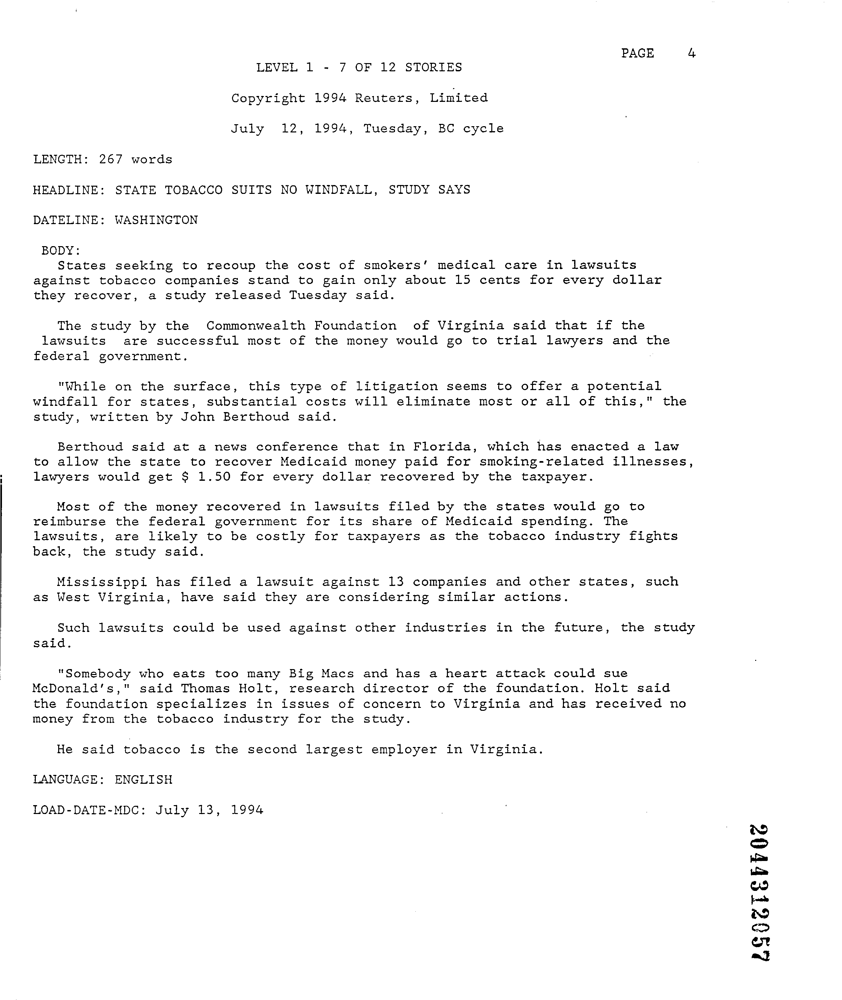 PAGE 4
LEVEL 1 - 7 OF 12 STORIES
Copyright 1994 Reuters, Limited
July 12, 1994, Tuesday, BC cycle
LENGTH: 267 words
HEADLINE: STATE TOBACCO SUITS NO WINDFALL, STUDY SAYS
DATELINE: WASHINGTON
BODY:
States seeking to recoup the cost of smokers' medical care in lawsuits
against tobacco companies stand to gain only about 15 cents for every dollar
they recover, a study released Tuesday said.
The study by the Commonwealth Foundation of Virginia said that if the
lawsuits are successful most of the money would go to trial lawyers and the
federal government.
"While on the surface, this type of litigation seems to offer a potential
windfall for states, substantial costs will eliminate most or all of this," the
study, written by John Berthoud said.
Berthoud said at a news conference that in Florida, which has enacted a law
to allow the state to recover Medicaid money paid for smoking-related illnesses,
lawyers would get $ 1.50 for every dollar recovered by the taxpayer.
Most of the money recovered in lawsuits filed by the states would go to
reimburse the federal government for its share of Medicaid spending. The
lawsuits, are likely to be costly for taxpayers as the tobacco industry fights
back, the study said.
Mississippi has filed a lawsuit against 13 companies and other states, such
as West Virginia, have said they are considering similar actions.
Such lawsuits could be used against other industries in the future, the study
said.
"Somebody who eats too many Big Macs and has a heart attack could sue
McDonald's," said Thomas Holt, research director of the foundation. Holt said
the foundation specializes in issues of concern to Virginia and has received no
money from the tobacco industry for the study.
He said tobacco is the second largest employer in Virginia.
LANGUAGE: ENGLISH
LOAD-DATE-MDC: July 13, 1994
2044312057